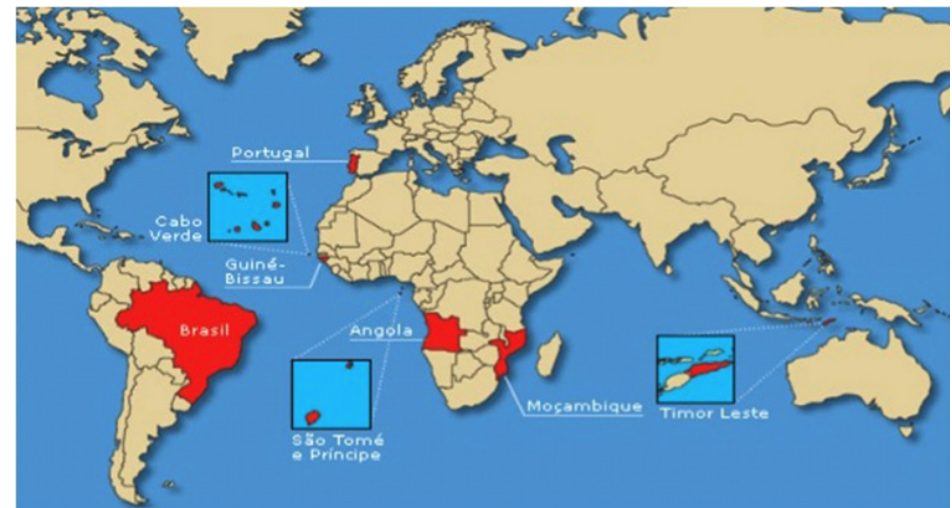 Portugal
Cabo
Verde
Guiné-
Bissau
Brasil
Angola
São Tomé
e Príncipe
Moçambique
Timor Leste